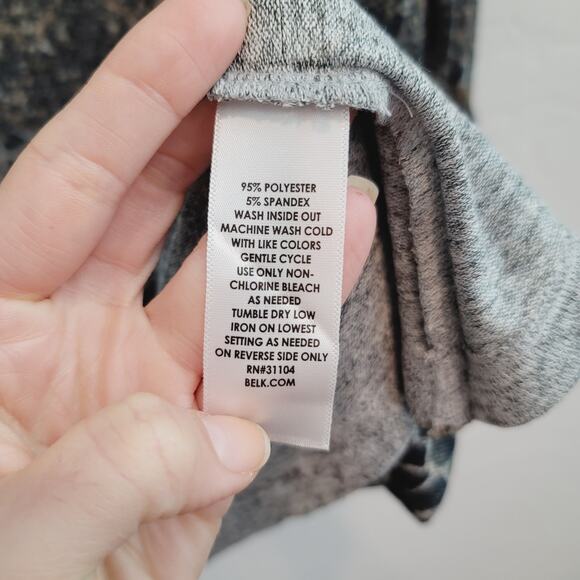 95% POLYESTER
5% SPANDEX
WASH INSIDE OUT
MACHINE WASH COLD
WITH LIKE COLORS
GENTLE CYCLE
USE ONLY NON-
CHLORINE BLEACH
AS NEEDED
TUMBLE DRY LOW
IRON ON LOWEST
SETTING AS NEEDED
ON REVERSE SIDE ONLY
RN#31104
BELK.COM